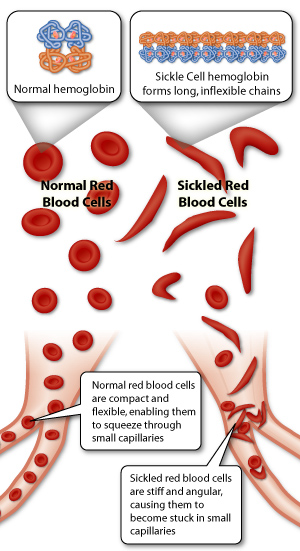 Normal hemoglobin
Sickle Cell hemoglobin
forms long, inflexible chains
Normal Red
Blood Cells
Sickled Red
Blood Cells
Normal red blood cells
are compact and
flexible, enabling them
to squeeze through
small capillaries
Sickled red blood cells
are stiff and angular,
causing them to
become stuck in small
capillaries